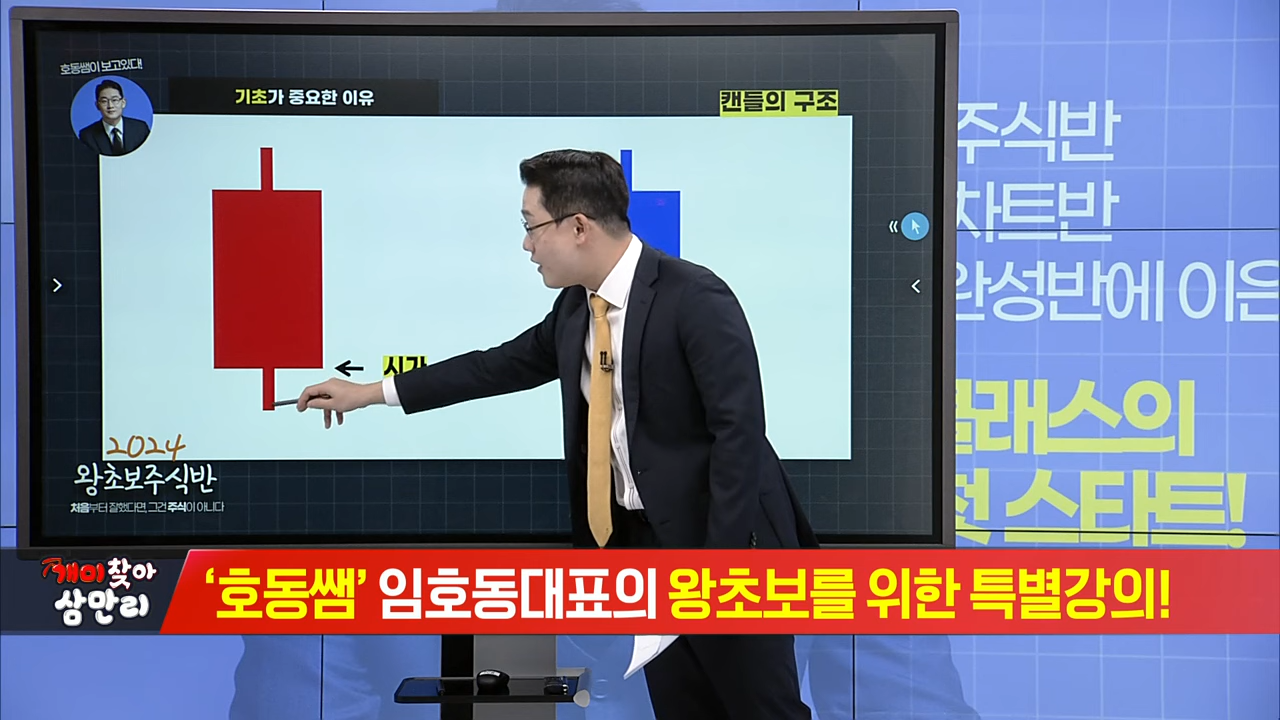 호동쌤이 보고있다!
기초가 중요한 이유
캔들의 구조
← 시가
2024
왕초보주식반
처음부터 잘했다면, 그건 주식이 아니다
주식반
차트반
완성반에 이은
클래스의
스타트!
개미찾아
삼만리
‘호동쌤’ 임호동대표의 왕초보를 위한 특별강의!